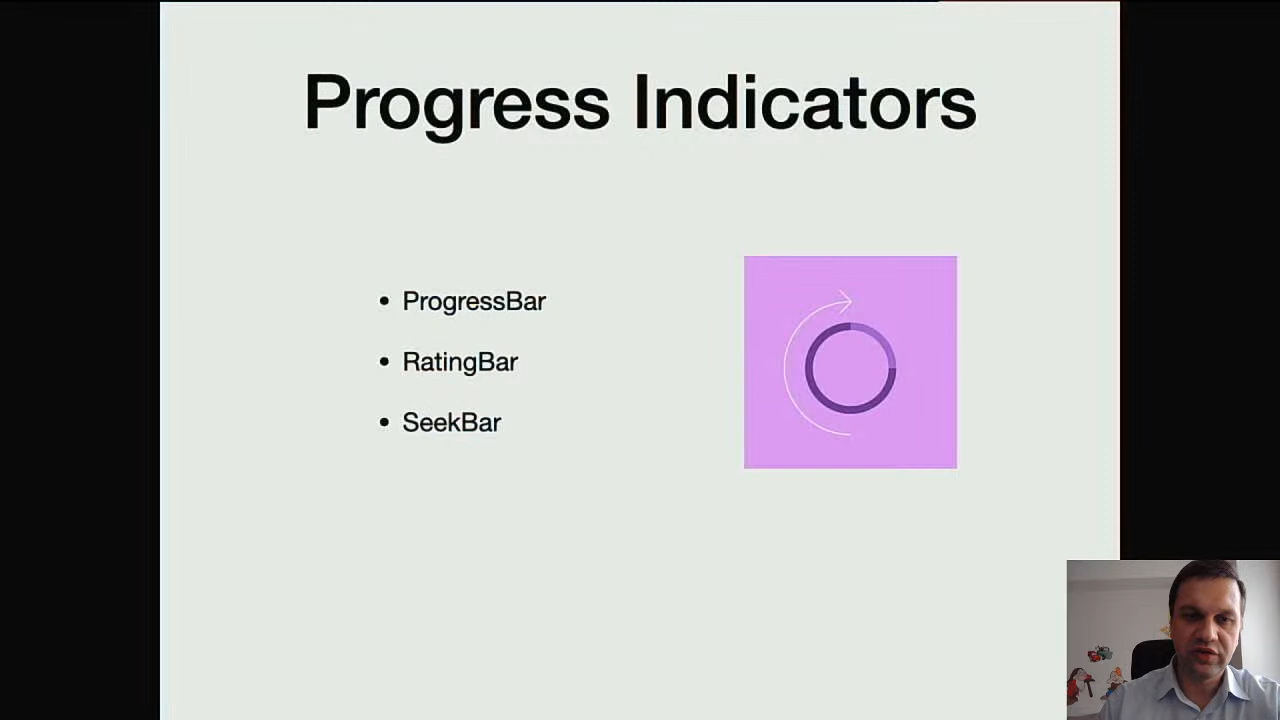 Progress Indicators
• ProgressBar
• RatingBar
• SeekBar